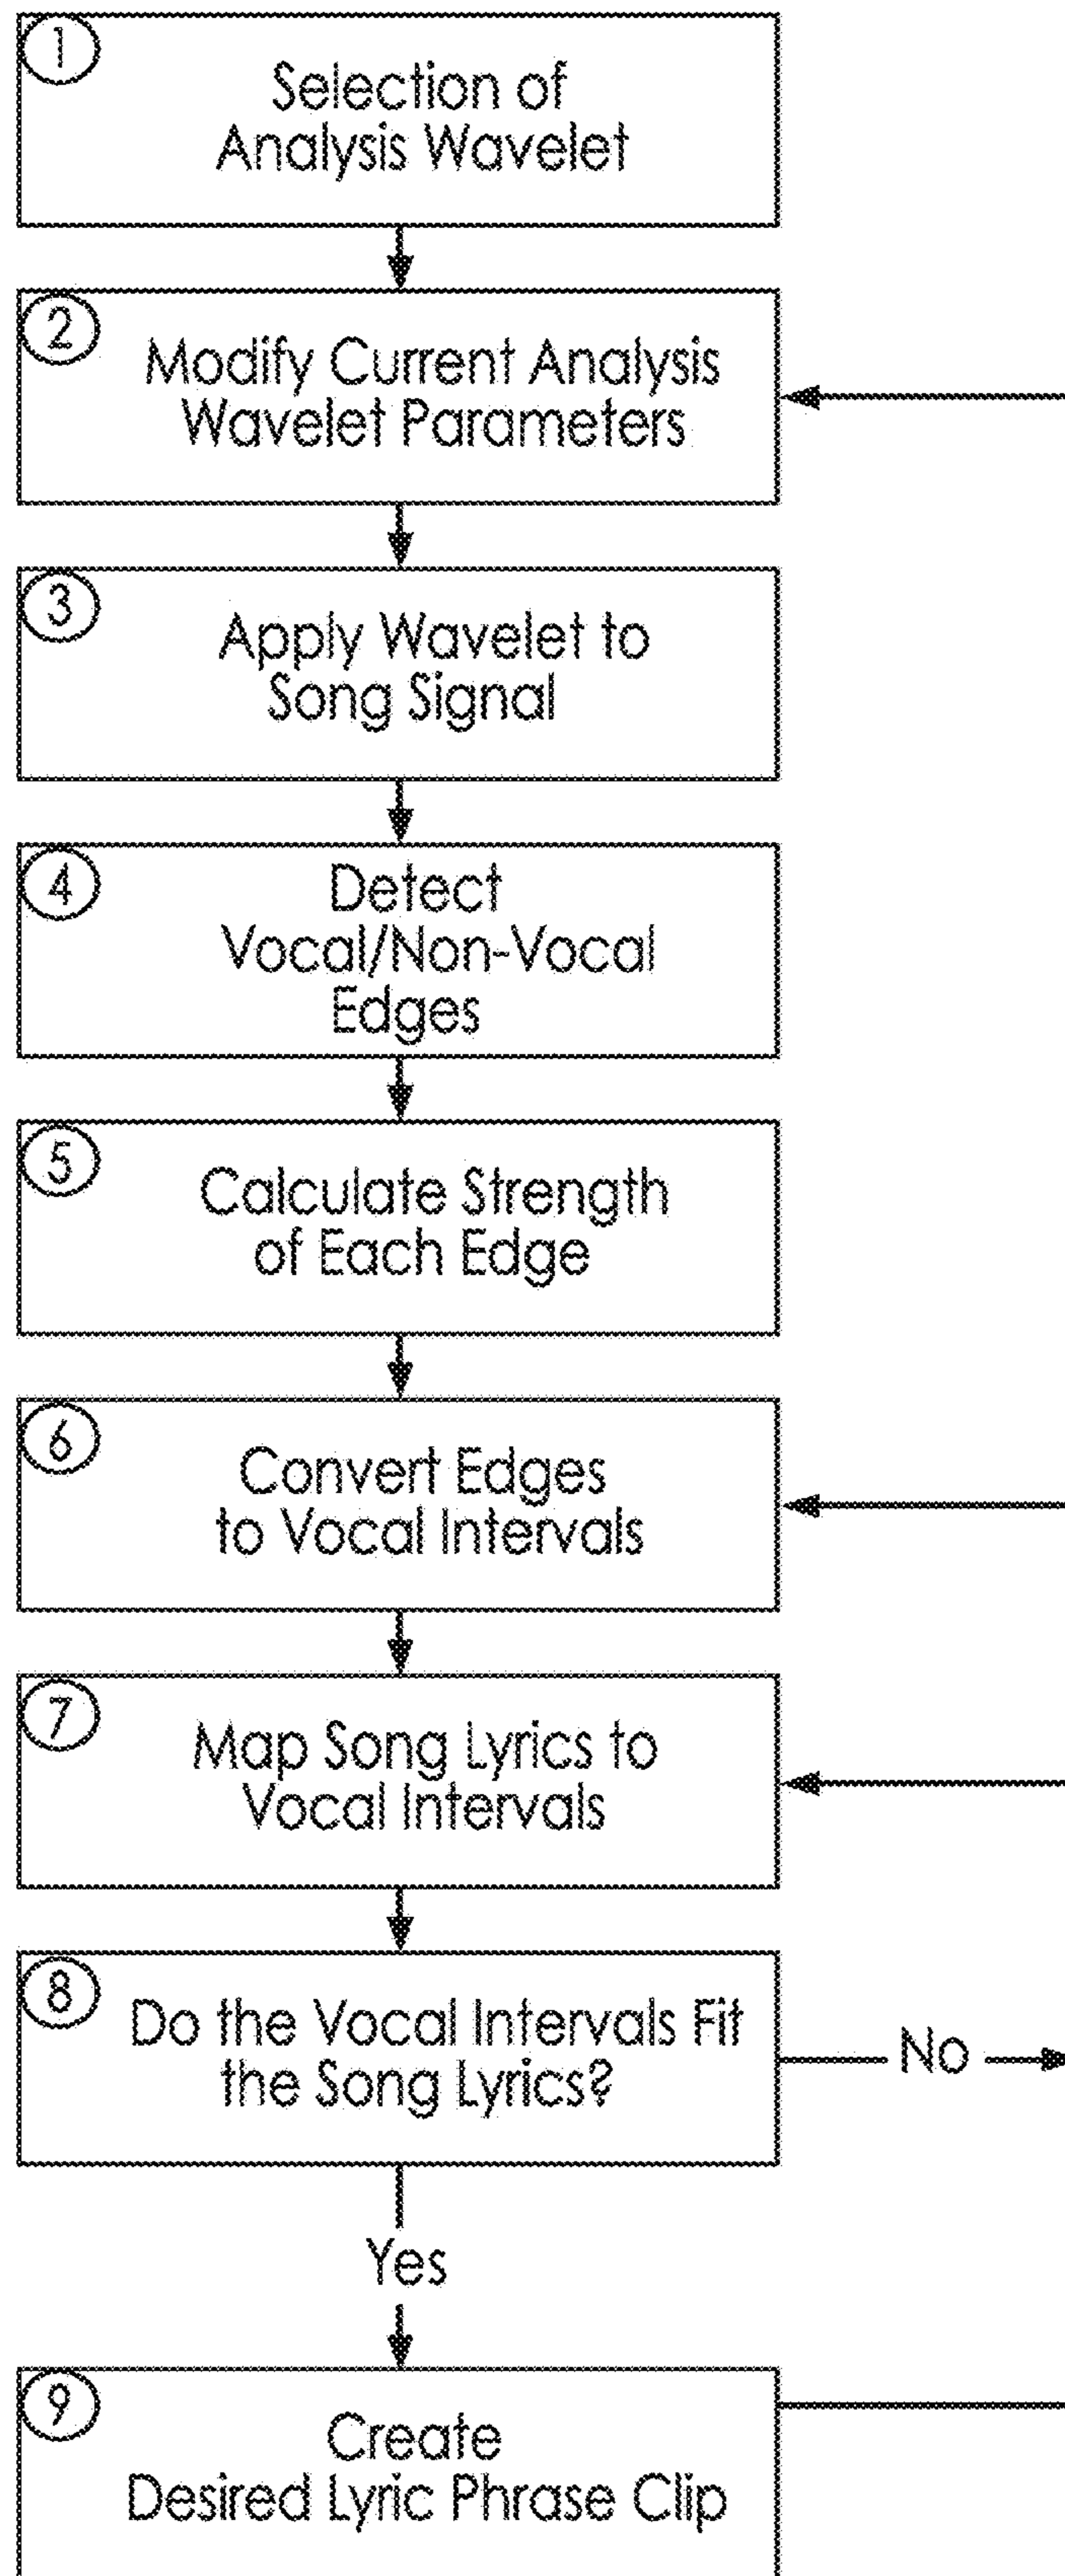 1
Selection of
Analysis Wavelet
2
Modify Current Analysis
Wavelet Parameters
3
Apply Wavelet to
Song Signal
4
Detect
Vocal/Non-Vocal
Edges
5
Calculate Strength
of Each Edge
6
Convert Edges
to Vocal Intervals
7
Map Song Lyrics to
Vocal Intervals
8
Do the Vocal Intervals Fit
the Song Lyrics?
No
Yes
9
Create
Desired Lyric Phrase Clip